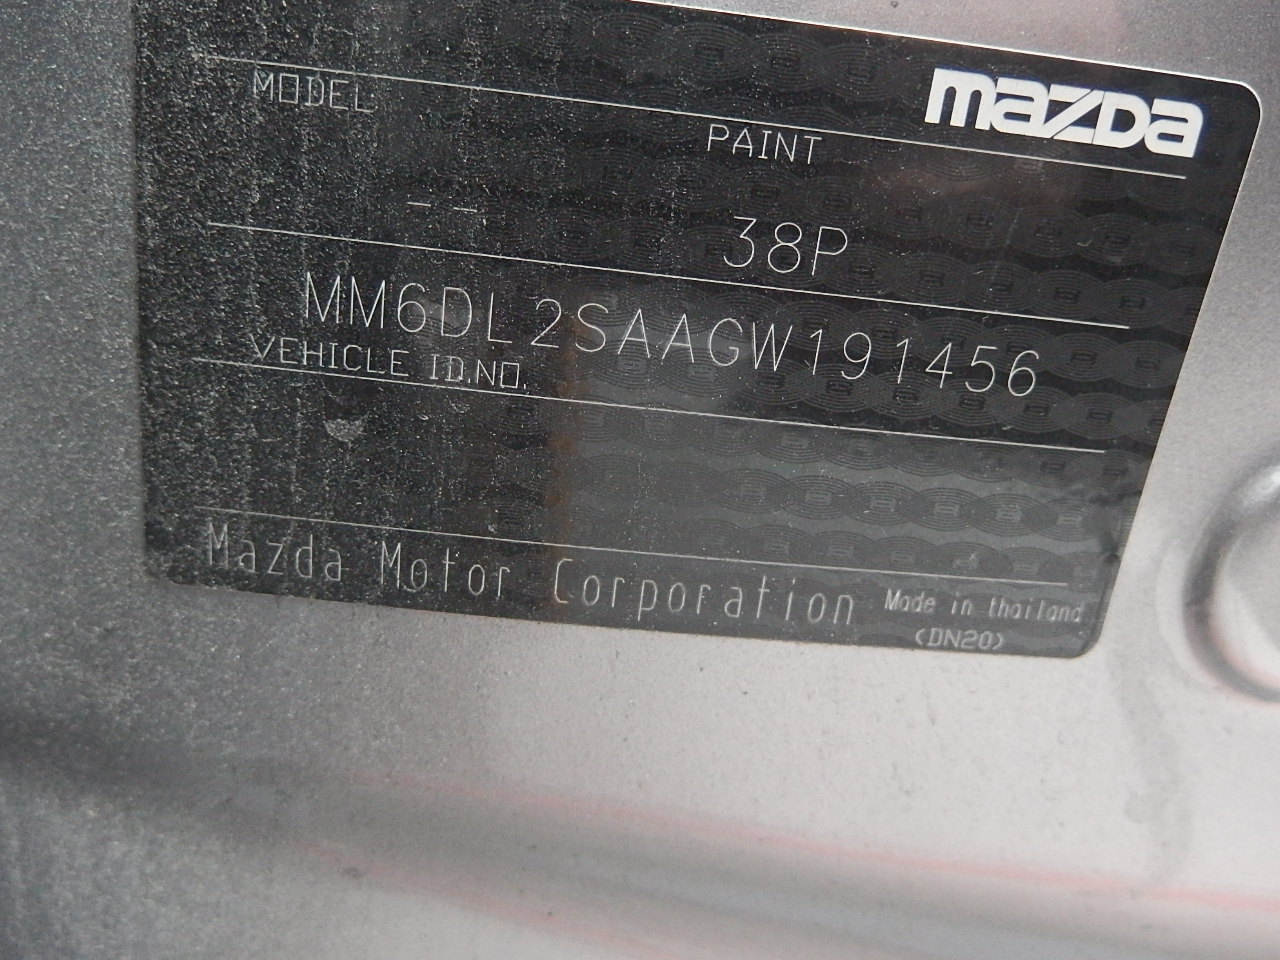 mazda
MODEL PAINT
-- 38P
MM6DL2SAAGW191456
VEHICLE ID.NO.
Mazda Motor Corporation Made in thailand
(DN20)